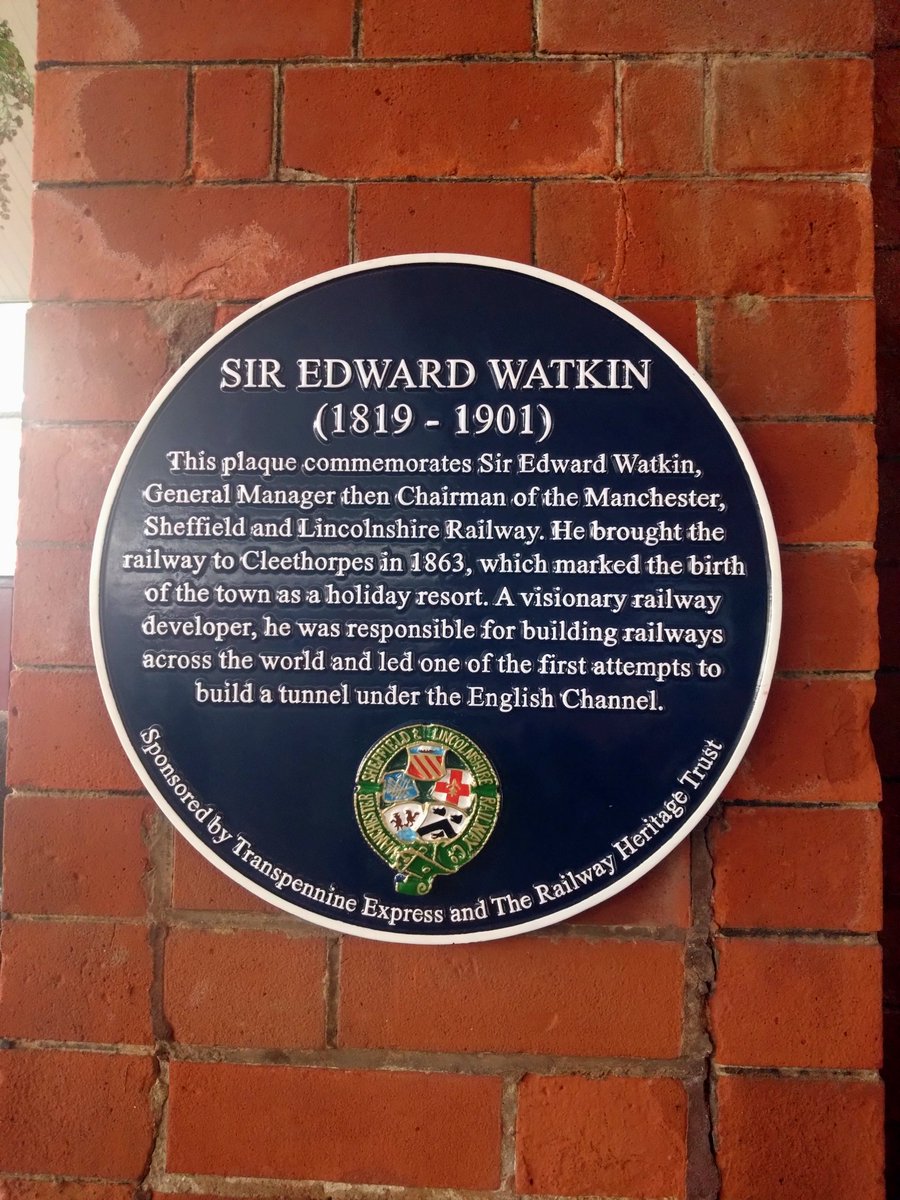 SIR EDWARD WATKIN
(1819 - 1901)
This plaque commemorates Sir Edward Watkin,
General Manager then Chairman of the Manchester,
Sheffield and Lincolnshire Railway. He brought the
railway to Cleethorpes in 1863, which marked the birth
of the town as a holiday resort. A visionary railway
developer, he was responsible for building railways
across the world and led one of the first attempts to
build a tunnel under the English Channel.
MANCHESTER SHEFFIELD & LINCOLNSHIRE RAILWAY Co
Sponsored by Transpennine Express and The Railway Heritage Trust